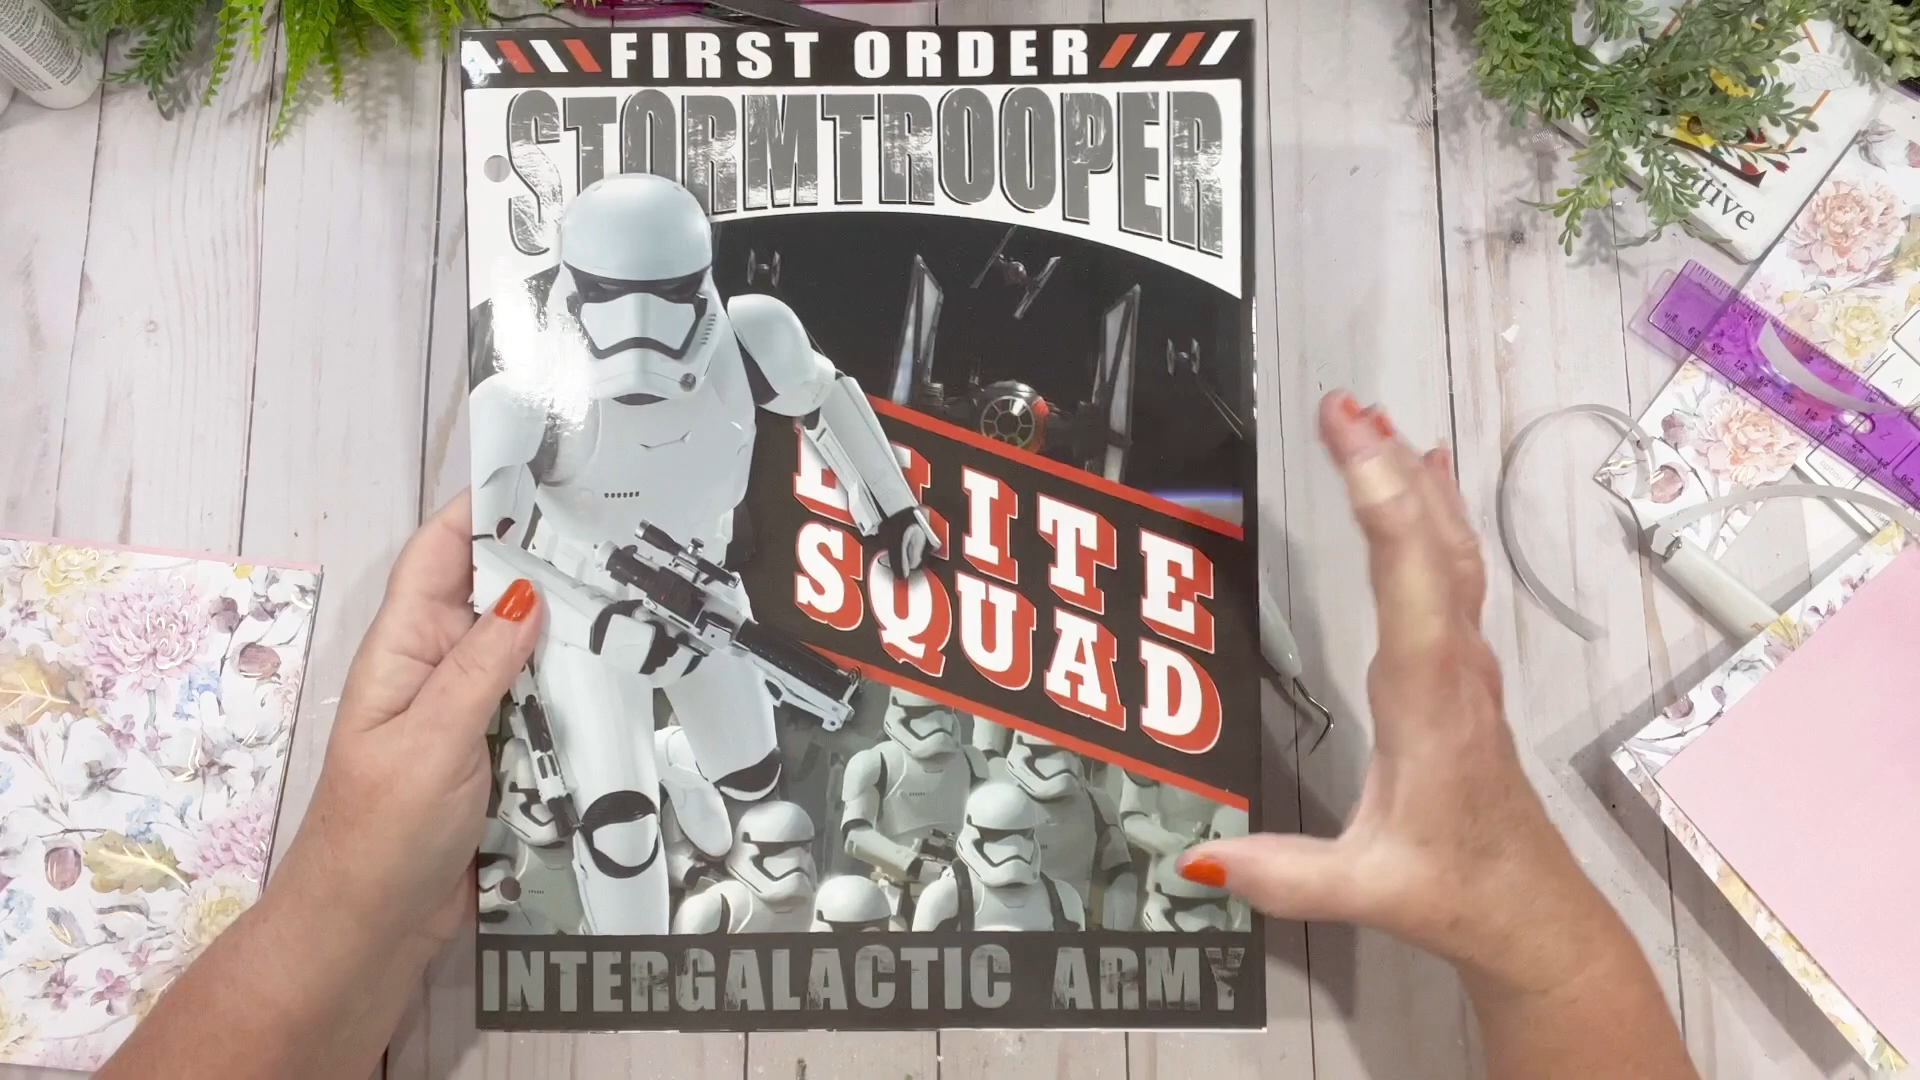 FIRST ORDER
STORMTROOPER
ELITE
SQUAD
INTERGALACTIC ARMY